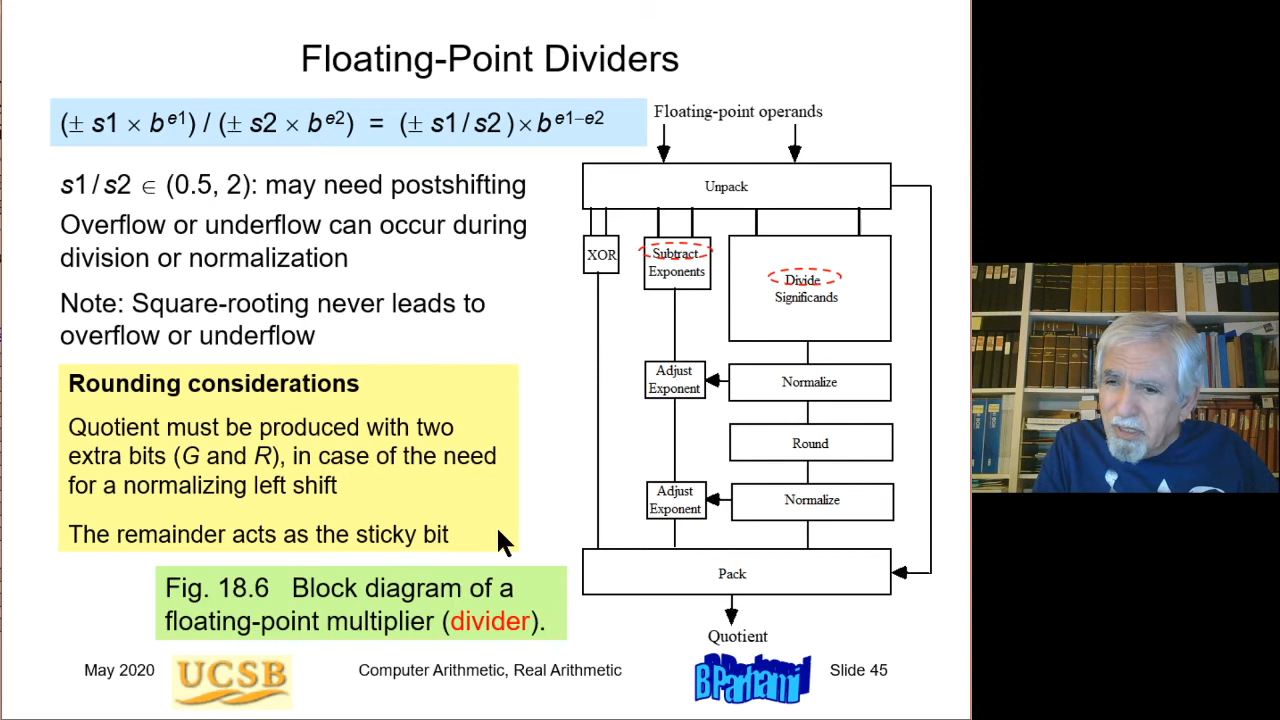 Floating-Point Dividers
(± s1 × b^e1) / (± s2 × b^e2) = (± s1 / s2) × b^e1−e2
s1 / s2 ∈ (0.5, 2): may need postshifting
Overflow or underflow can occur during
division or normalization
Note: Square-rooting never leads to
overflow or underflow
Rounding considerations
Quotient must be produced with two
extra bits (G and R), in case of the need
for a normalizing left shift
The remainder acts as the sticky bit
Fig. 18.6 Block diagram of a
floating-point multiplier (divider).
Floating-point operands
Unpack
XOR
Subtract
Exponents
Divide
Significands
Adjust
Exponent
Normalize
Round
Adjust
Exponent
Normalize
Pack
Quotient
May 2020
UCSB
Computer Arithmetic, Real Arithmetic
B Parhami
Slide 45